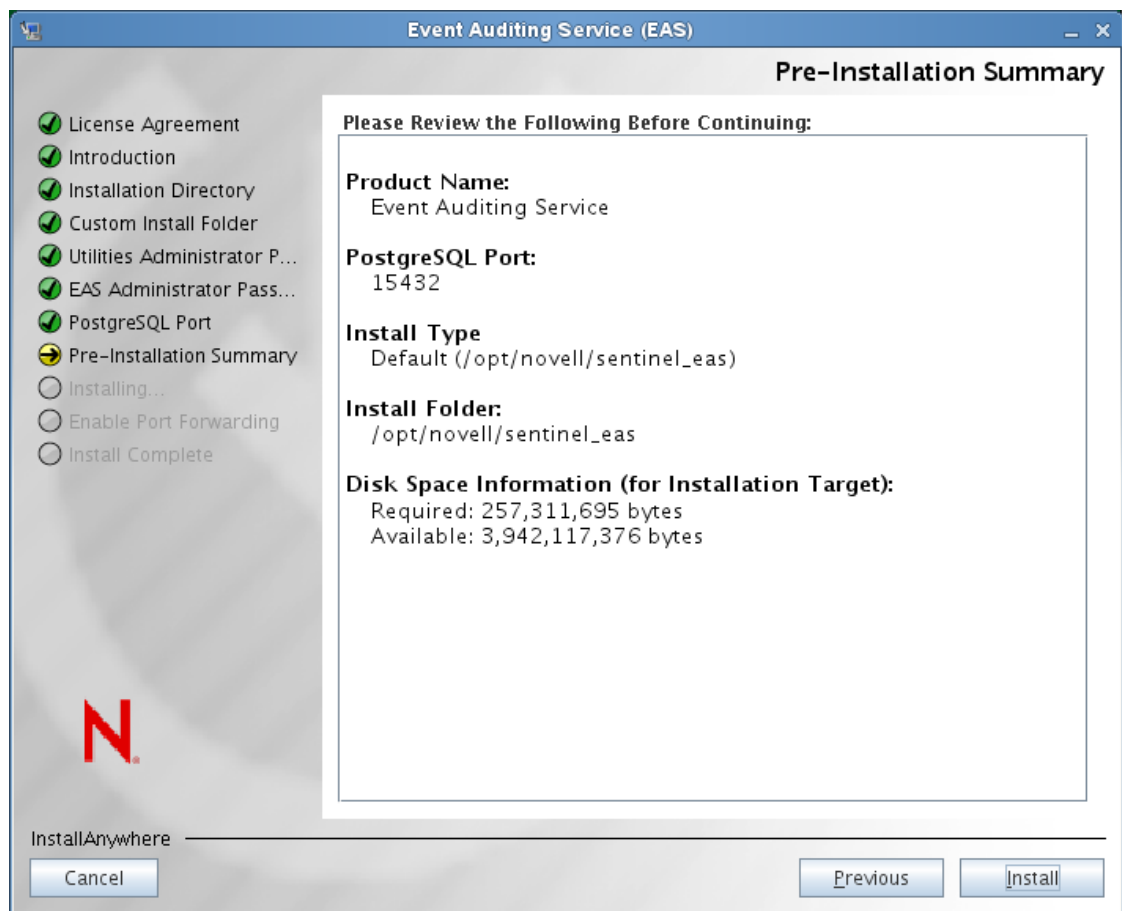 Event Auditing Service (EAS)
Pre-Installation Summary
License Agreement
Introduction
Installation Directory
Custom Install Folder
Utilities Administrator P...
EAS Administrator Pass...
PostgreSQL Port
Pre-Installation Summary
Installing...
Enable Port Forwarding
Install Complete
N
Please Review the Following Before Continuing:
Product Name:
Event Auditing Service
PostgreSQL Port:
15432
Install Type
Default (/opt/novell/sentinel_eas)
Install Folder:
/opt/novell/sentinel_eas
Disk Space Information (for Installation Target):
Required: 257,311,695 bytes
Available: 3,942,117,376 bytes
InstallAnywhere
Cancel
Previous
Install